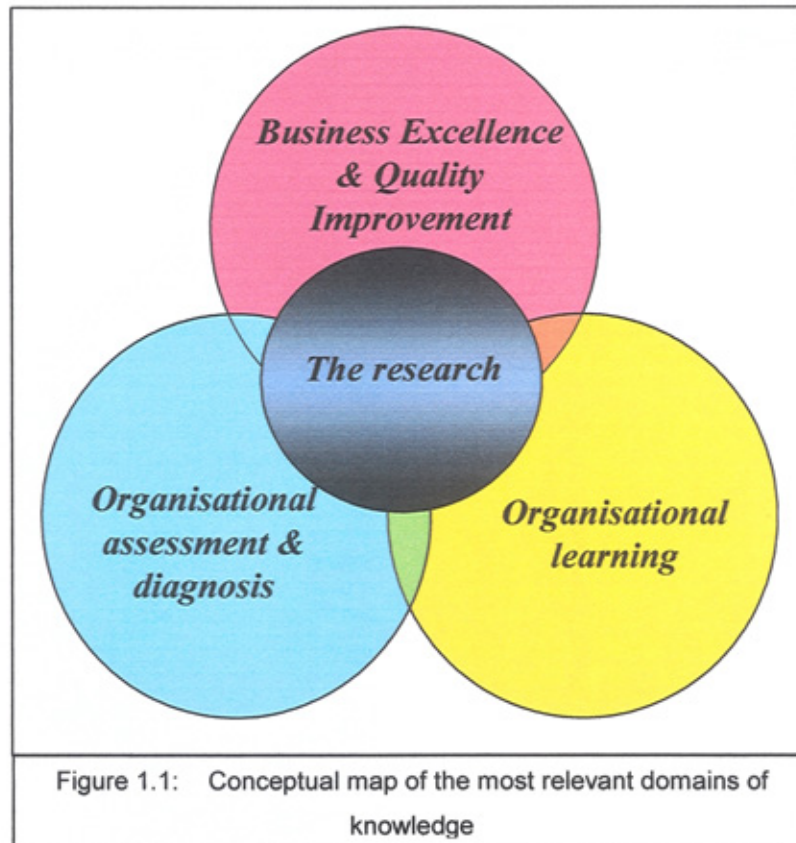 Business Excellence
& Quality
Improvement
The research
Organisational
assessment &
diagnosis
Organisational
learning
Figure 1.1: Conceptual map of the most relevant domains of
knowledge